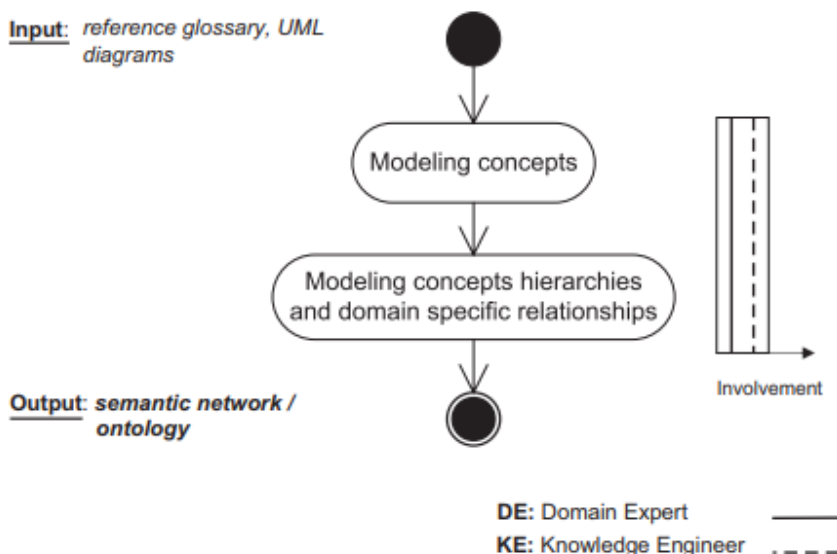 Input: reference glossary, UML
diagrams
Modeling concepts
Modeling concepts hierarchies
and domain specific relationships
Involvement
Output: semantic network /
ontology
DE: Domain Expert
KE: Knowledge Engineer